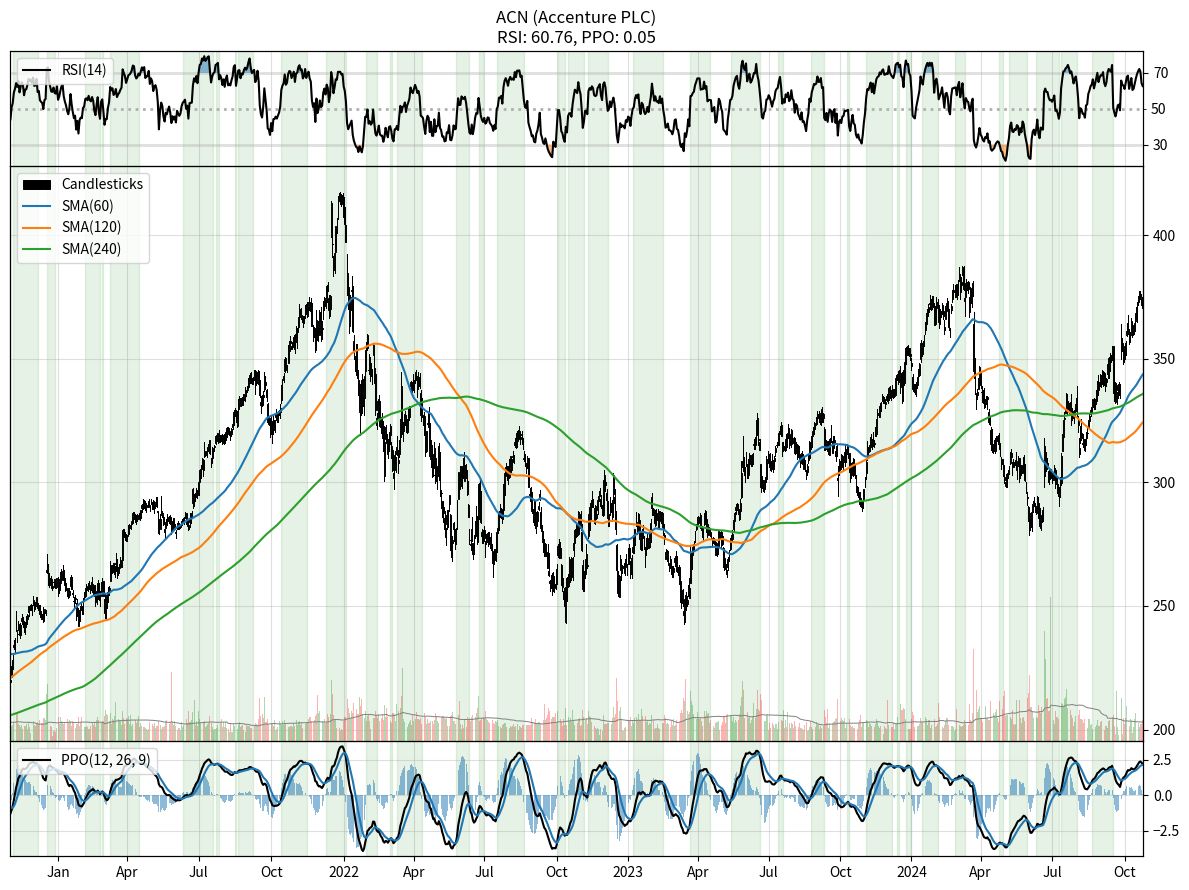 ACN (Accenture PLC)
RSI: 60.76, PPO: 0.05
RSI(14)
70
50
30
Candlesticks
SMA(60)
SMA(120)
SMA(240)
400
350
300
250
200
PPO(12, 26, 9)
2.5
0.0
−2.5
Jan Apr Jul Oct 2022 Apr Jul Oct 2023 Apr Jul Oct 2024 Apr Jul Oct